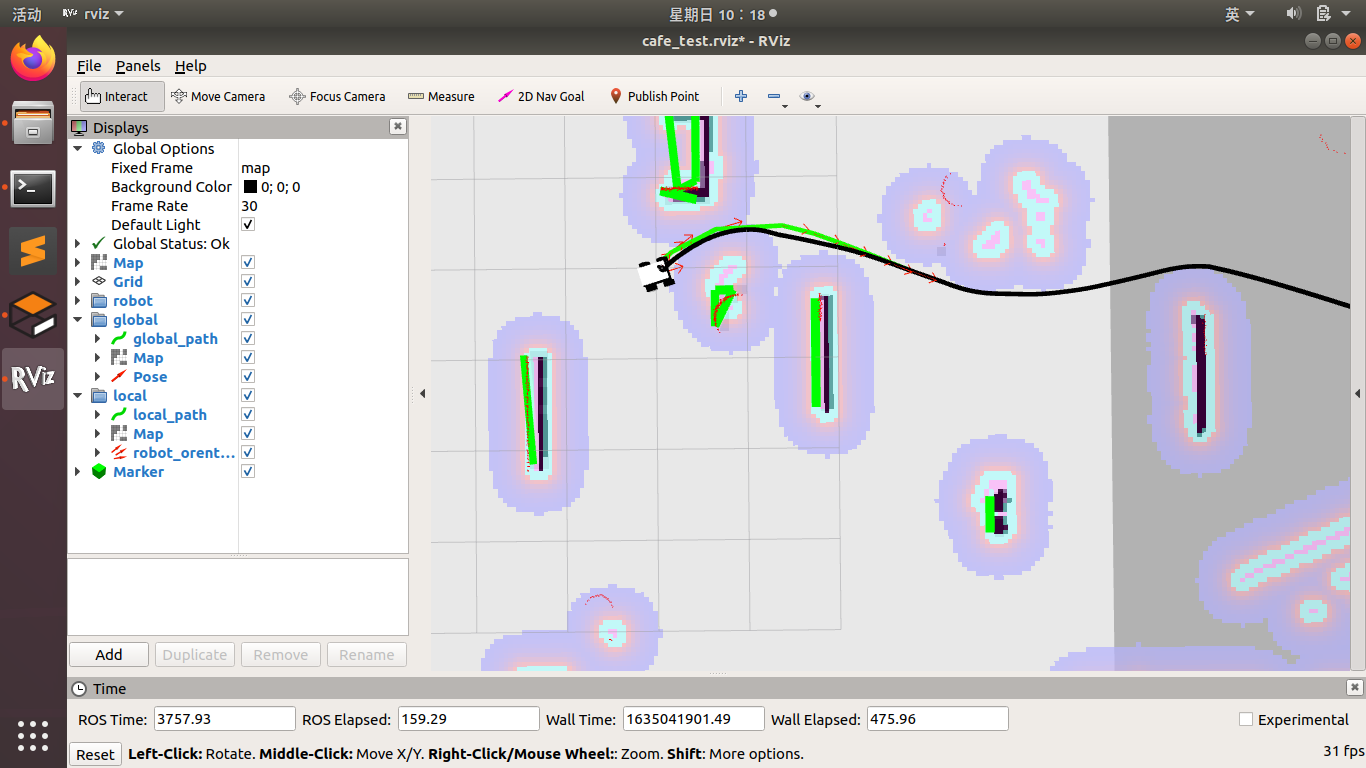 活动 RViz rviz 星期日 10：18 英
cafe_test.rviz* - RViz
File Panels Help
Interact Move Camera Focus Camera Measure 2D Nav Goal Publish Point
Displays
Global Options
Fixed Frame map
Background Color 0; 0; 0
Frame Rate 30
Default Light
Global Status: Ok
Map
Grid
robot
global
global_path
Map
Pose
local
local_path
Map
robot_orent...
Marker
RViz
Add Duplicate Remove Rename
Time
ROS Time: 3757.93 ROS Elapsed: 159.29 Wall Time: 1635041901.49 Wall Elapsed: 475.96 Experimental
Reset Left-Click: Rotate. Middle-Click: Move X/Y. Right-Click/Mouse Wheel:: Zoom. Shift: More options. 31 fps